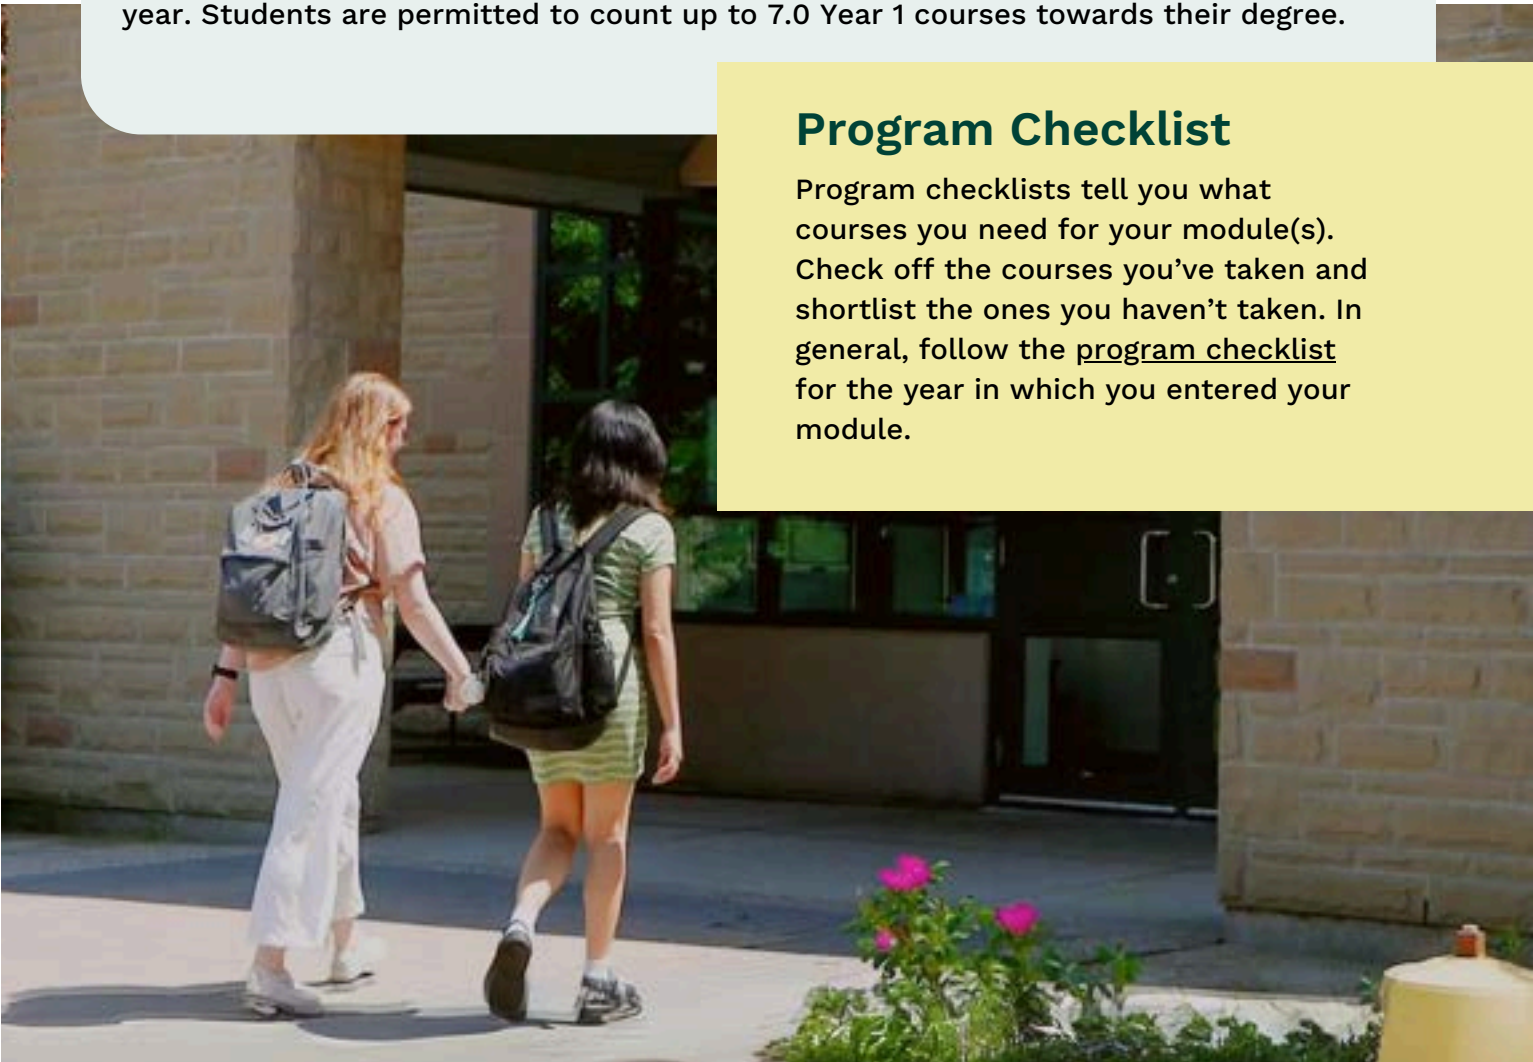 year. Students are permitted to count up to 7.0 Year 1 courses towards their degree.
Program Checklist
Program checklists tell you what
courses you need for your module(s).
Check off the courses you’ve taken and
shortlist the ones you haven’t taken. In
general, follow the program checklist
for the year in which you entered your
module.